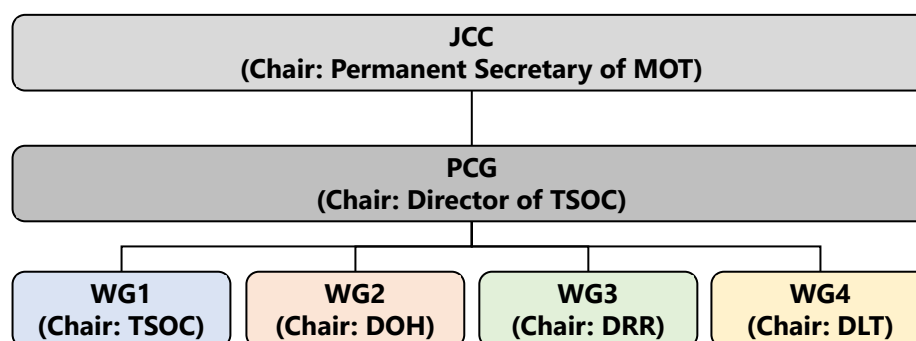 JCC
(Chair: Permanent Secretary of MOT)
PCG
(Chair: Director of TSOC)
WG1
(Chair: TSOC)
WG2
(Chair: DOH)
WG3
(Chair: DRR)
WG4
(Chair: DLT)